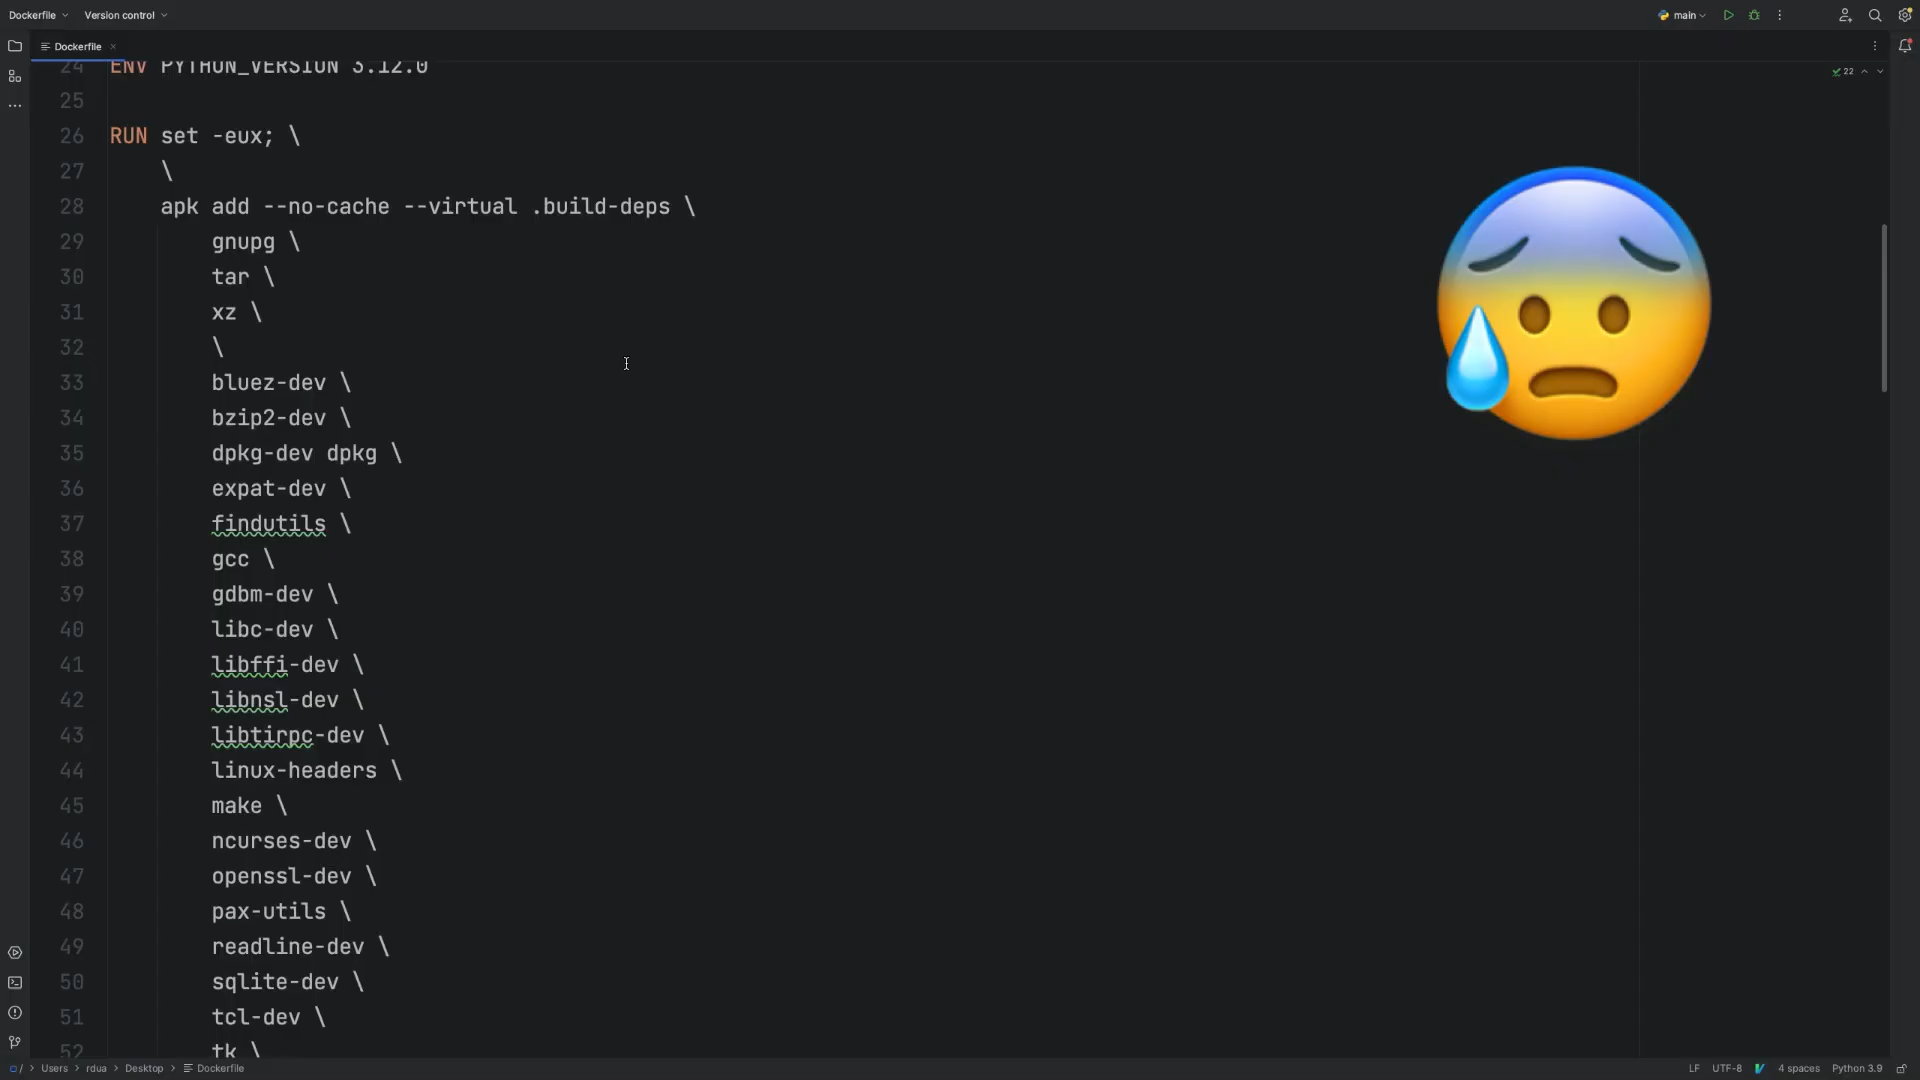 Dockerfile
Version control
main
Dockerfile
24 ENV PYTHON_VERSION 3.12.0
22
25
26 RUN set -eux; \
27 \
28 apk add --no-cache --virtual .build-deps \
29 gnupg \
30 tar \
31 xz \
32 \
33 bluez-dev \
34 bzip2-dev \
35 dpkg-dev dpkg \
36 expat-dev \
37 findutils \
38 gcc \
39 gdbm-dev \
40 libc-dev \
41 libffi-dev \
42 libnsl-dev \
43 libtirpc-dev \
44 linux-headers \
45 make \
46 ncurses-dev \
47 openssl-dev \
48 pax-utils \
49 readline-dev \
50 sqlite-dev \
51 tcl-dev \
52 tk \
/ > Users > rdua > Desktop > Dockerfile
LF UTF-8 4 spaces Python 3.9